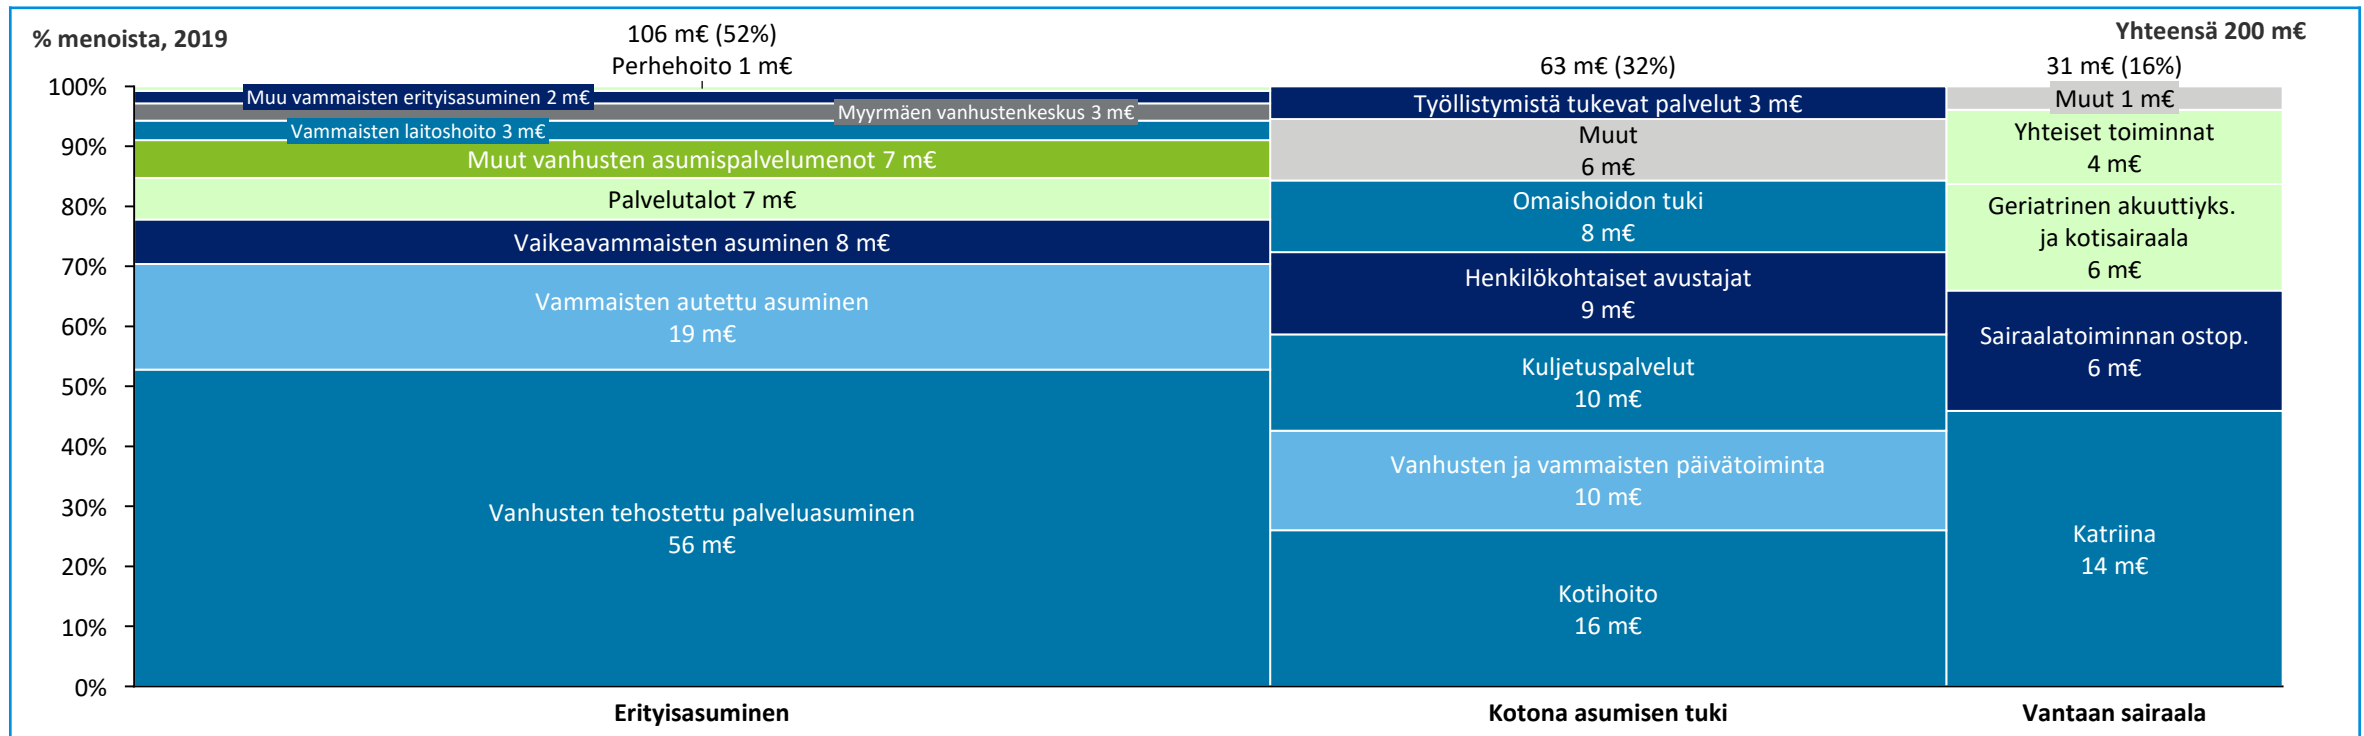 % menoista, 2019
Yhteensä 200 m€
106 m€ (52%)
Perhehoito 1 m€
63 m€ (32%)
31 m€ (16%)
100%
90%
80%
70%
60%
50%
40%
30%
20%
10%
0%
Muu vammaisten erityisasuminen 2 m€
Myyrmäen vanhustenkeskus 3 m€
Vammaisten laitoshoito 3 m€
Muut vanhusten asumispalvelumenot 7 m€
Palvelutalot 7 m€
Vaikeavammaisten asuminen 8 m€
Vammaisten autettu asuminen
19 m€
Vanhusten tehostettu palveluasuminen
56 m€
Työllistymistä tukevat palvelut 3 m€
Muut
6 m€
Omaishoidon tuki
8 m€
Henkilökohtaiset avustajat
9 m€
Kuljetuspalvelut
10 m€
Vanhusten ja vammaisten päivätoiminta
10 m€
Kotihoito
16 m€
Muut 1 m€
Yhteiset toiminnat
4 m€
Geriatrinen akuuttiyks.
ja kotisairaala
6 m€
Sairaalatoiminnan ostop.
6 m€
Katriina
14 m€
Erityisasuminen
Kotona asumisen tuki
Vantaan sairaala